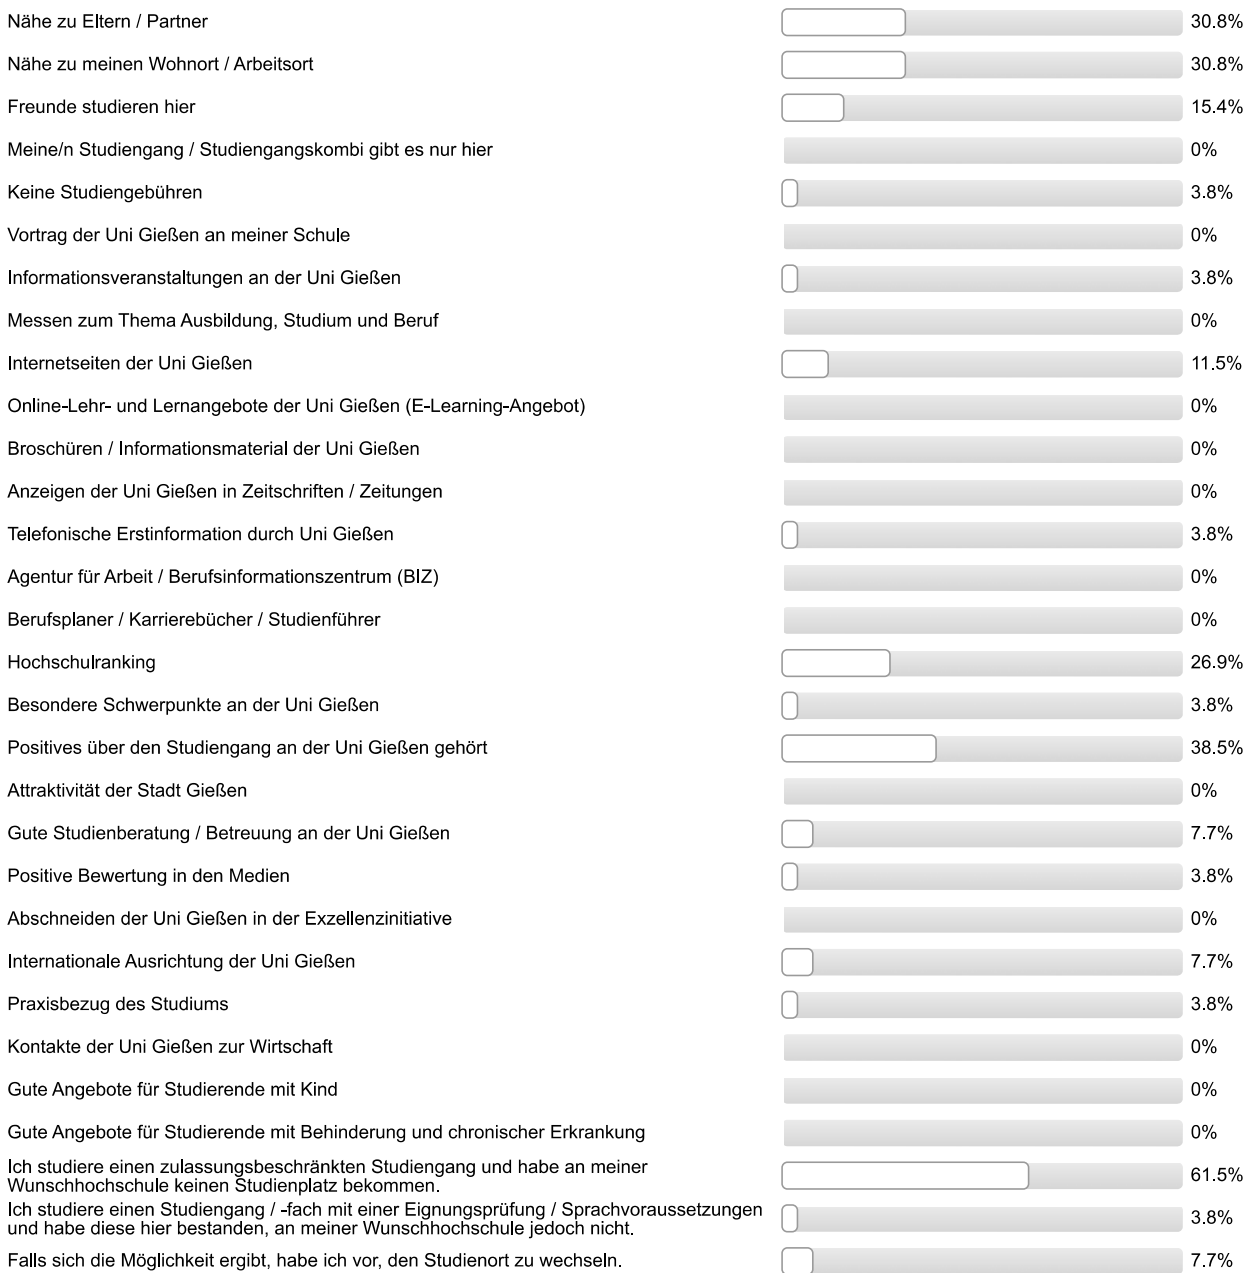 Nähe zu Eltern / Partner 30.8%
Nähe zu meinen Wohnort / Arbeitsort 30.8%
Freunde studieren hier 15.4%
Meine/n Studiengang / Studiengangskombi gibt es nur hier 0%
Keine Studiengebühren 3.8%
Vortrag der Uni Gießen an meiner Schule 0%
Informationsveranstaltungen an der Uni Gießen 3.8%
Messen zum Thema Ausbildung, Studium und Beruf 0%
Internetseiten der Uni Gießen 11.5%
Online-Lehr- und Lernangebote der Uni Gießen (E-Learning-Angebot) 0%
Broschüren / Informationsmaterial der Uni Gießen 0%
Anzeigen der Uni Gießen in Zeitschriften / Zeitungen 0%
Telefonische Erstinformation durch Uni Gießen 3.8%
Agentur für Arbeit / Berufsinformationszentrum (BIZ) 0%
Berufsplaner / Karrierebücher / Studienführer 0%
Hochschulranking 26.9%
Besondere Schwerpunkte an der Uni Gießen 3.8%
Positives über den Studiengang an der Uni Gießen gehört 38.5%
Attraktivität der Stadt Gießen 0%
Gute Studienberatung / Betreuung an der Uni Gießen 7.7%
Positive Bewertung in den Medien 3.8%
Abschneiden der Uni Gießen in der Exzellenzinitiative 0%
Internationale Ausrichtung der Uni Gießen 7.7%
Praxisbezug des Studiums 3.8%
Kontakte der Uni Gießen zur Wirtschaft 0%
Gute Angebote für Studierende mit Kind 0%
Gute Angebote für Studierende mit Behinderung und chronischer Erkrankung 0%
Ich studiere einen zulassungsbeschränkten Studiengang und habe an meiner
Wunschhochschule keinen Studienplatz bekommen. 61.5%
Ich studiere einen Studiengang / -fach mit einer Eignungsprüfung / Sprachvoraussetzungen
und habe diese hier bestanden, an meiner Wunschhochschule jedoch nicht. 3.8%
Falls sich die Möglichkeit ergibt, habe ich vor, den Studienort zu wechseln. 7.7%